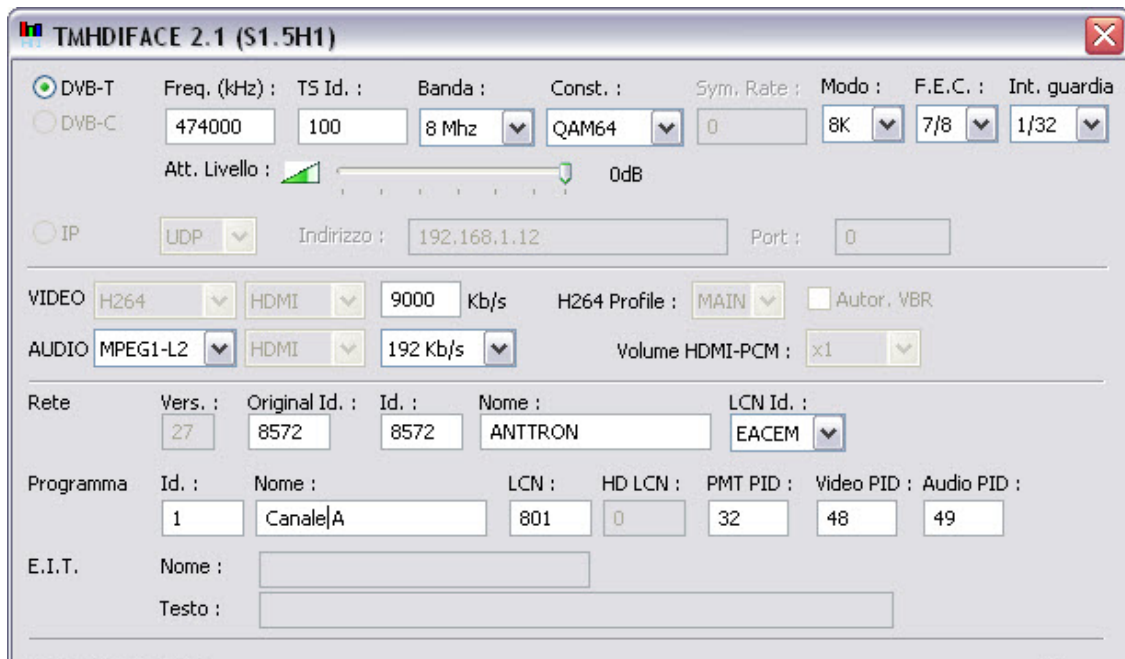 TMHDIFACE 2.1 (S1.5H1)
DVB-T Freq. (kHz) : TS Id. : Banda : Const. : Sym. Rate : Modo : F.E.C. : Int. guardia
DVB-C 474000 100 8 Mhz QAM64 0 8K 7/8 1/32
Att. Livello : 0dB
IP UDP Indirizzo : 192.168.1.12 Port : 0
VIDEO H264 HDMI 9000 Kb/s H264 Profile : MAIN Autor. VBR
AUDIO MPEG1-L2 HDMI 192 Kb/s Volume HDMI-PCM : x1
Rete Vers. : Original Id. : Id. : Nome : LCN Id. :
27 8572 8572 ANTTRON EACEM
Programma Id. : Nome : LCN : HD LCN : PMT PID : Video PID : Audio PID :
1 Canale A 801 0 32 48 49
E.I.T. Nome :
Testo :